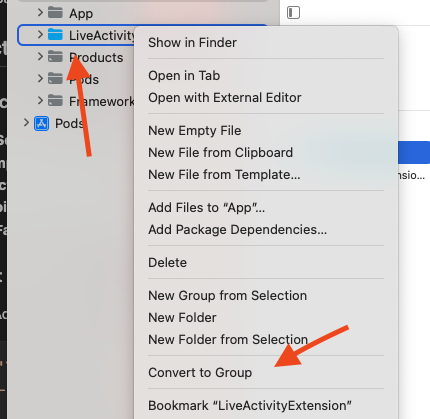 App
LiveActivity
Products
Pods
Framework
Pods
Show in Finder
Open in Tab
Open with External Editor
New Empty File
New File from Clipboard
New File from Template...
Add Files to “App”...
Add Package Dependencies...
Delete
New Group from Selection
New Folder
New Folder from Selection
Convert to Group
Bookmark “LiveActivityExtension”